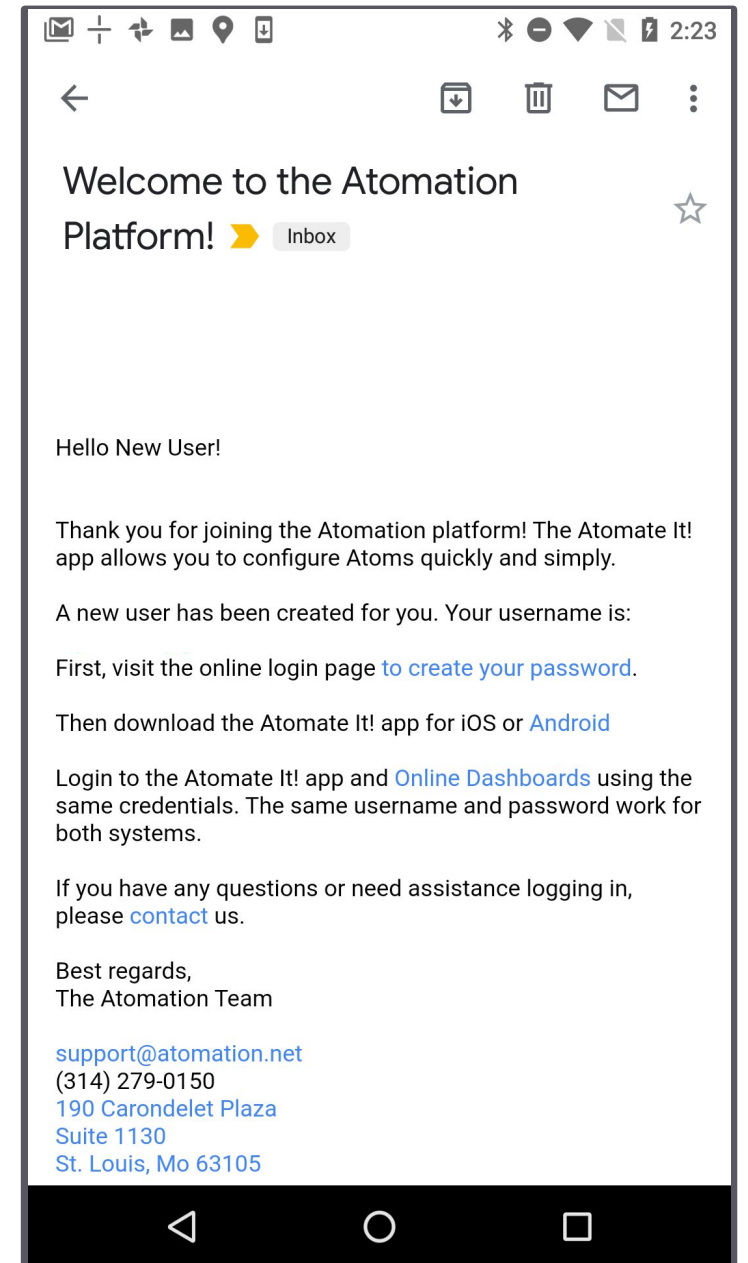 2:23
Welcome to the Atomation
Platform! Inbox
Hello New User!
Thank you for joining the Atomation platform! The Atomate It!
app allows you to configure Atoms quickly and simply.
A new user has been created for you. Your username is:
First, visit the online login page to create your password.
Then download the Atomate It! app for iOS or Android
Login to the Atomate It! app and Online Dashboards using the
same credentials. The same username and password work for
both systems.
If you have any questions or need assistance logging in,
please contact us.
Best regards,
The Atomation Team
support@atomation.net
(314) 279-0150
190 Carondelet Plaza
Suite 1130
St. Louis, Mo 63105